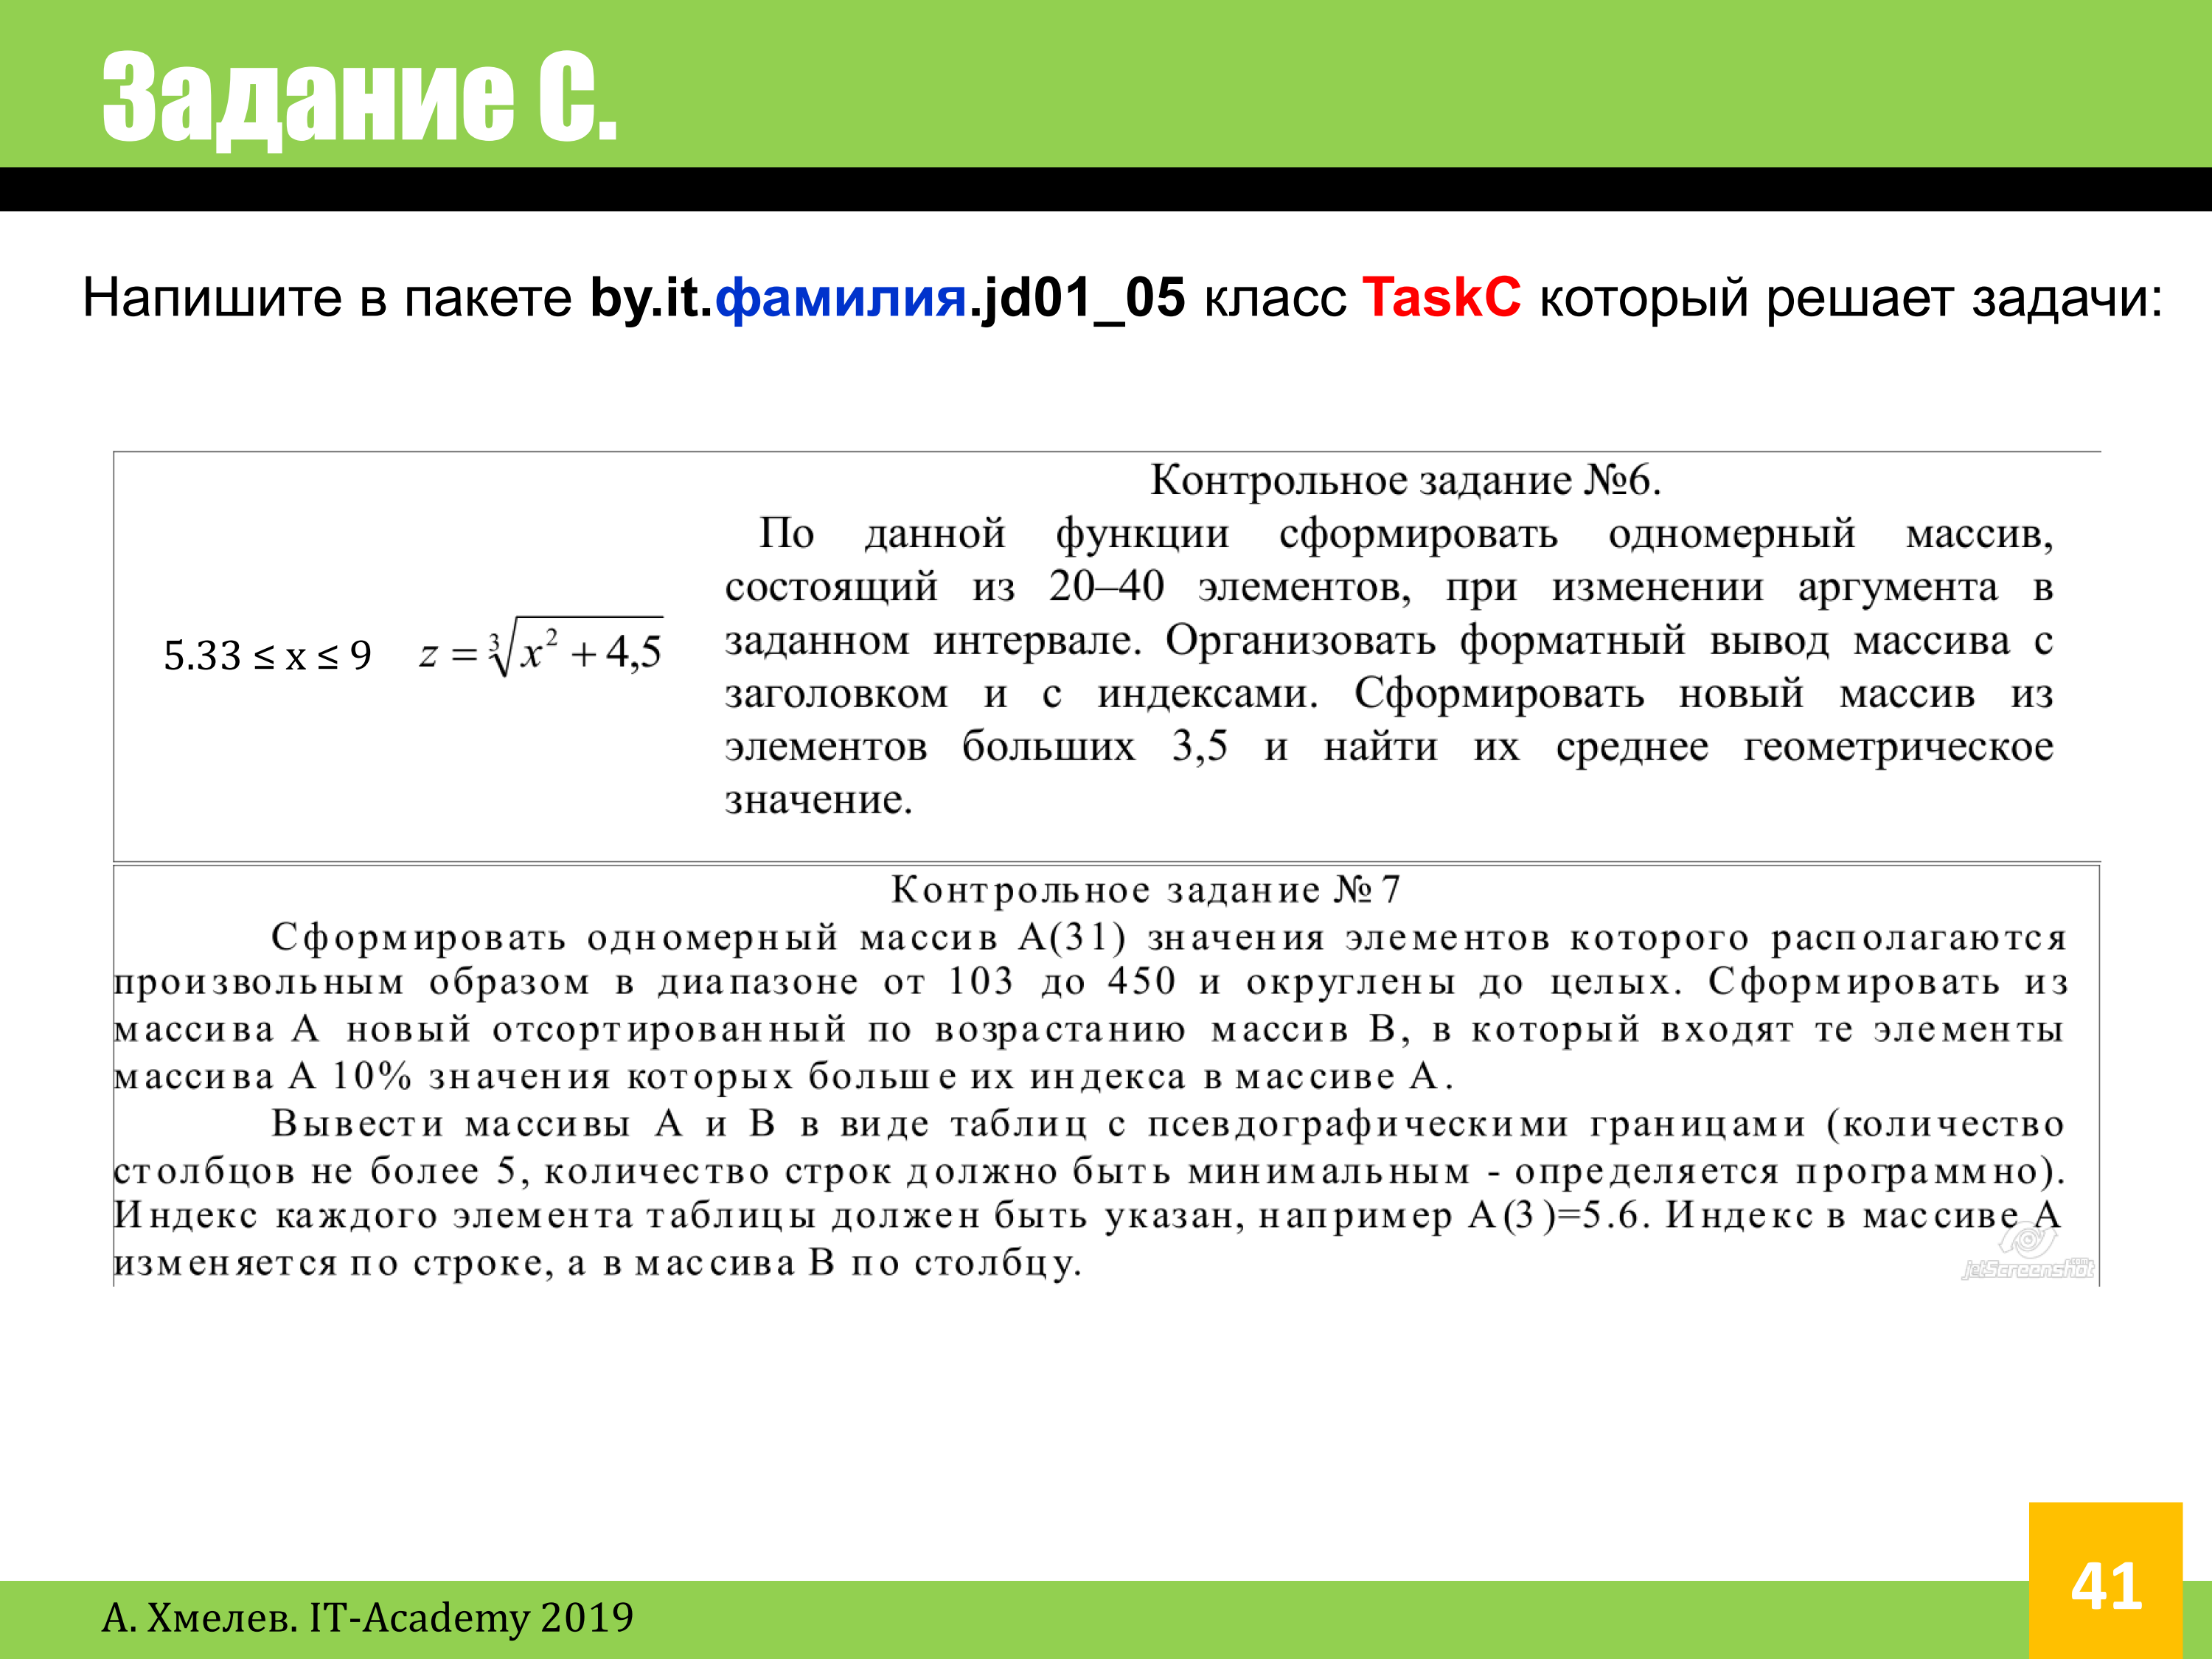 Задание С.
Напишите в пакете by.it.фамилия.jd01_05 класс TaskC который решает задачи:
5.33 ≤ x ≤ 9 z = ∛(x² + 4,5)
Контрольное задание №6.
По данной функции сформировать одномерный массив,
состоящий из 20–40 элементов, при изменении аргумента в
заданном интервале. Организовать форматный вывод массива с
заголовком и с индексами. Сформировать новый массив из
элементов больших 3,5 и найти их среднее геометрическое
значение.
Контрольное задание № 7
Сформировать одномерный массив А(31) значения элементов которого располагаются
произвольным образом в диапазоне от 103 до 450 и округлены до целых. Сформировать из
массива А новый отсортированный по возрастанию массив В, в который входят те элементы
массива А 10% значения которых больше их индекса в массиве А.
Вывести массивы А и В в виде таблиц с псевдографическими границами (количество
столбцов не более 5, количество строк должно быть минимальным - определяется программно).
Индекс каждого элемента таблицы должен быть указан, например А(3)=5.6. Индекс в массиве А
изменяется по строке, а в массива В по столбцу.
jetScreenshot.com
41
А. Хмелев. IT-Academy 2019